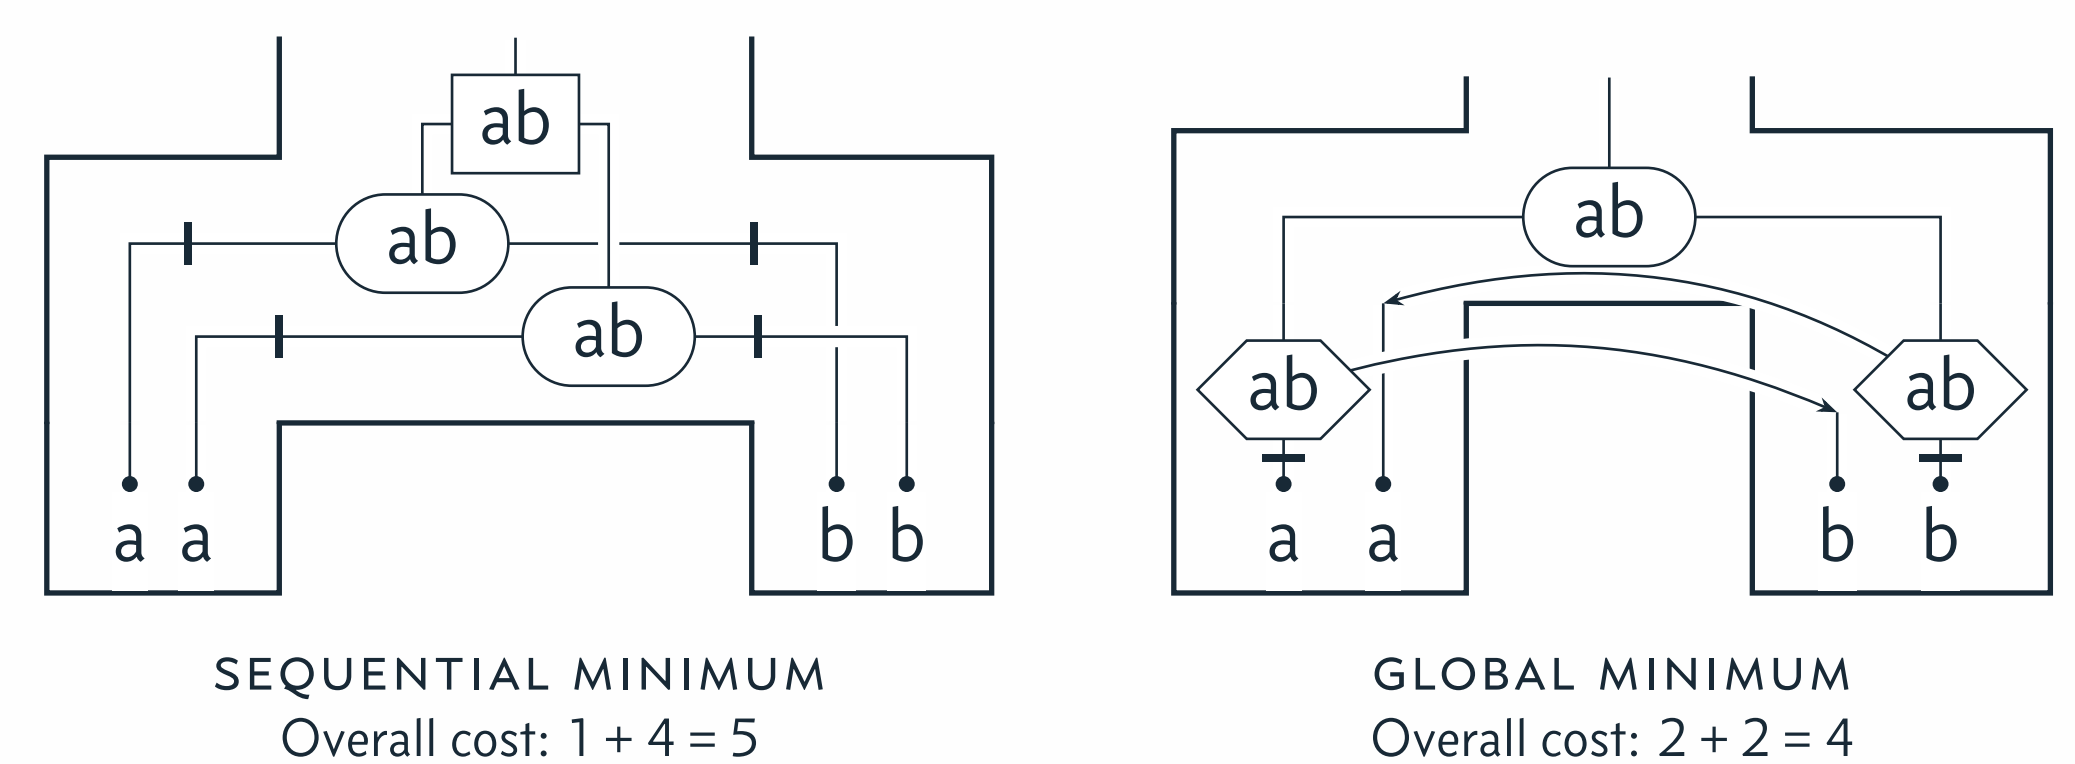 ab
ab
ab
a a b b
SEQUENTIAL MINIMUM
Overall cost: 1 + 4 = 5
ab
ab ab
a a b b
GLOBAL MINIMUM
Overall cost: 2 + 2 = 4